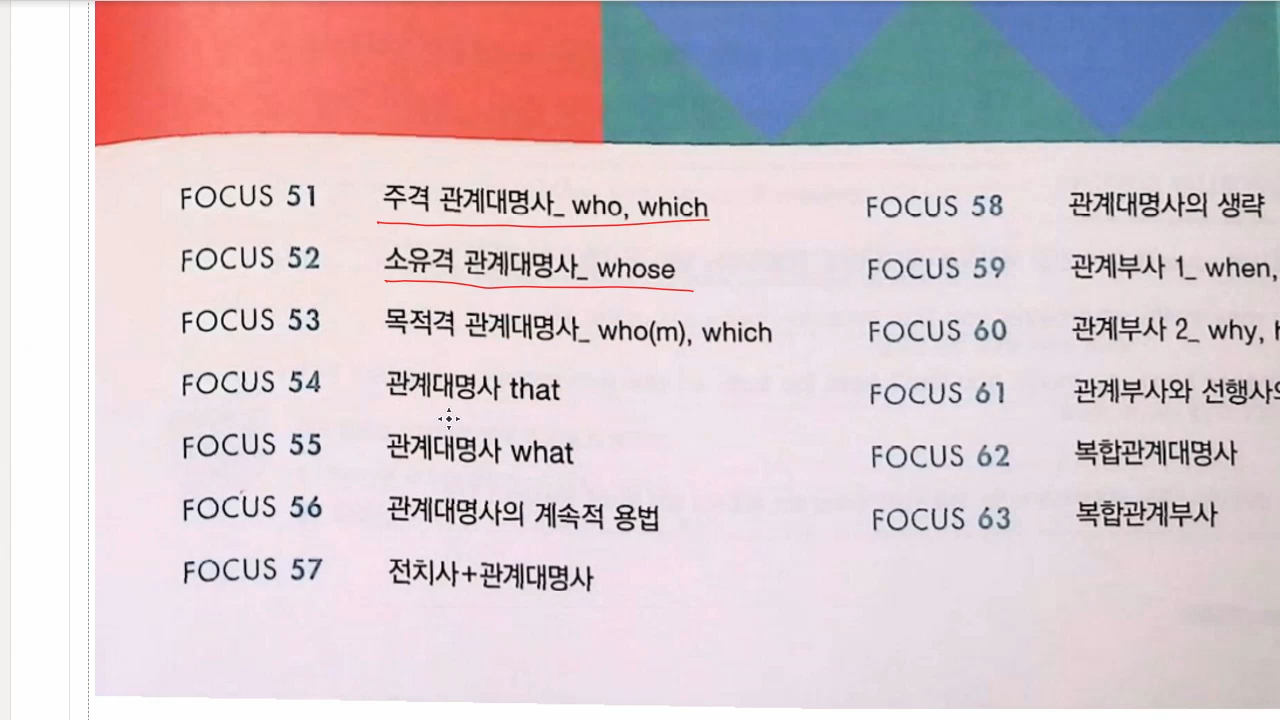 FOCUS 51 주격 관계대명사_ who, which
FOCUS 52 소유격 관계대명사_ whose
FOCUS 53 목적격 관계대명사_ who(m), which
FOCUS 54 관계대명사 that
FOCUS 55 관계대명사 what
FOCUS 56 관계대명사의 계속적 용법
FOCUS 57 전치사+관계대명사
FOCUS 58 관계대명사의 생략
FOCUS 59 관계부사 1_ when,
FOCUS 60 관계부사 2_ why,
FOCUS 61 관계부사와
FOCUS 62 복합관계대명사
FOCUS 63 복합관계부사